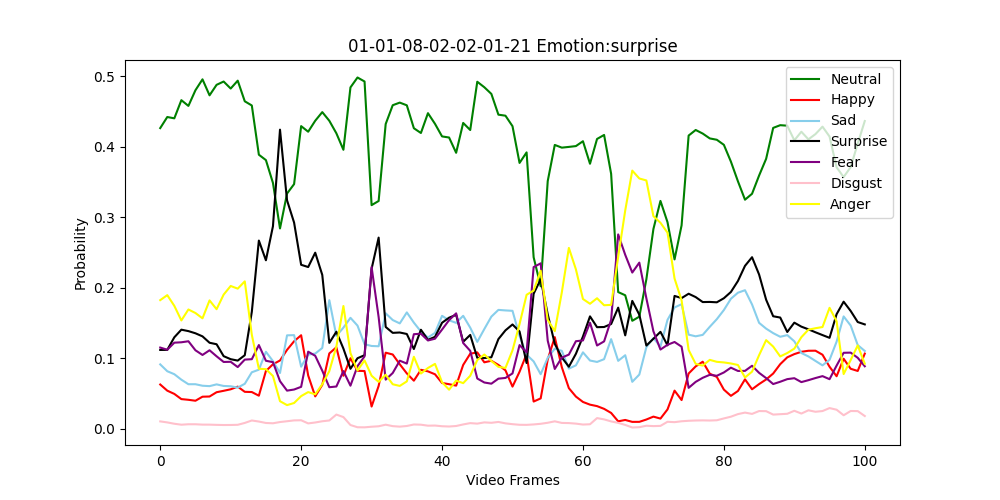 01-01-08-02-02-01-21 Emotion:surprise
Neutral
Happy
Sad
Surprise
Fear
Disgust
Anger
Probability
0.5
0.4
0.3
0.2
0.1
0.0
0 20 40 60 80 100
Video Frames